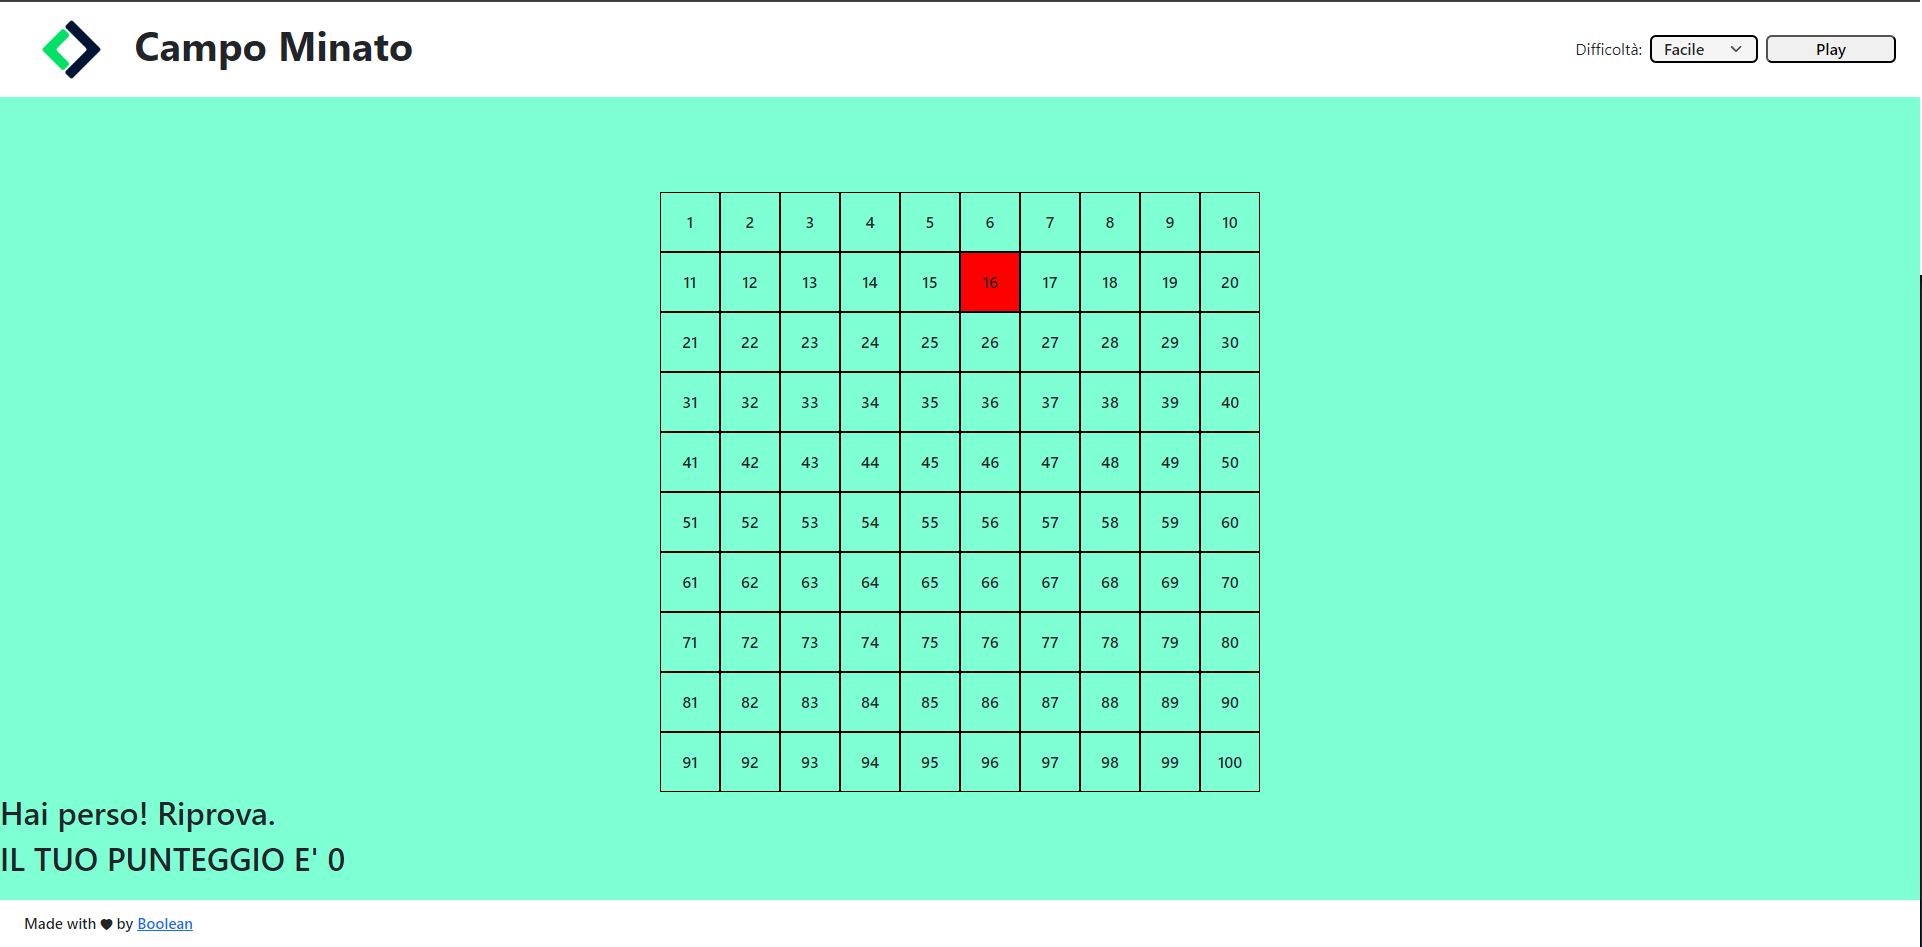 Campo Minato
Difficoltà: Facile Play
1 2 3 4 5 6 7 8 9 10
11 12 13 14 15 16 17 18 19 20
21 22 23 24 25 26 27 28 29 30
31 32 33 34 35 36 37 38 39 40
41 42 43 44 45 46 47 48 49 50
51 52 53 54 55 56 57 58 59 60
61 62 63 64 65 66 67 68 69 70
71 72 73 74 75 76 77 78 79 80
81 82 83 84 85 86 87 88 89 90
91 92 93 94 95 96 97 98 99 100
Hai perso! Riprova.
IL TUO PUNTEGGIO E' 0
Made with ♥ by Boolean